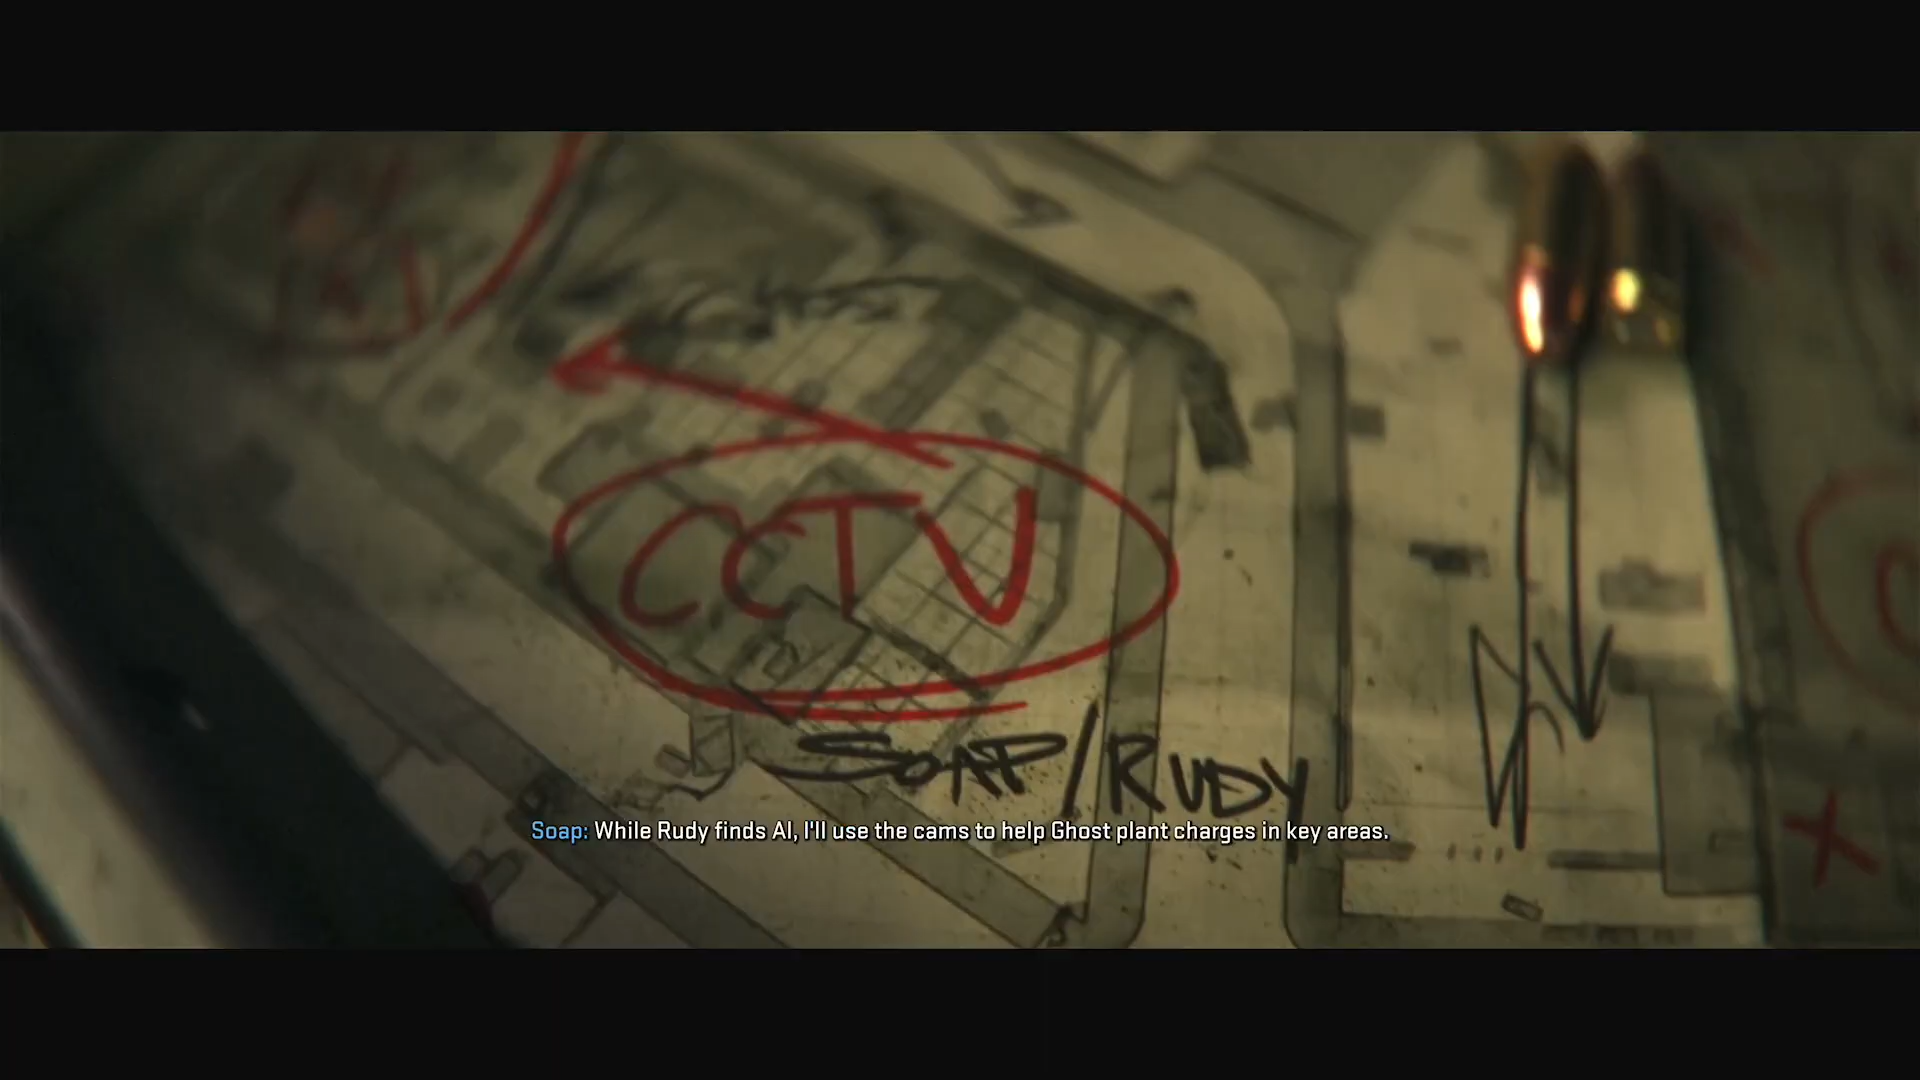 CCTV
SOAP/RUDY
Soap: While Rudy finds Al, I'll use the cams to help Ghost plant charges in key areas.